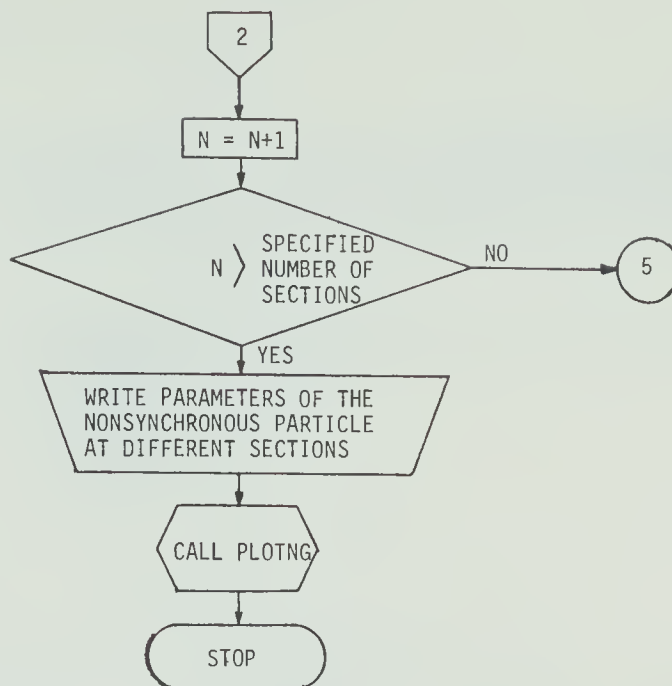 2
N = N+1
N > SPECIFIED
NUMBER OF
SECTIONS
NO
5
YES
WRITE PARAMETERS OF THE
NONSYNCHRONOUS PARTICLE
AT DIFFERENT SECTIONS
CALL PLOTNG
STOP